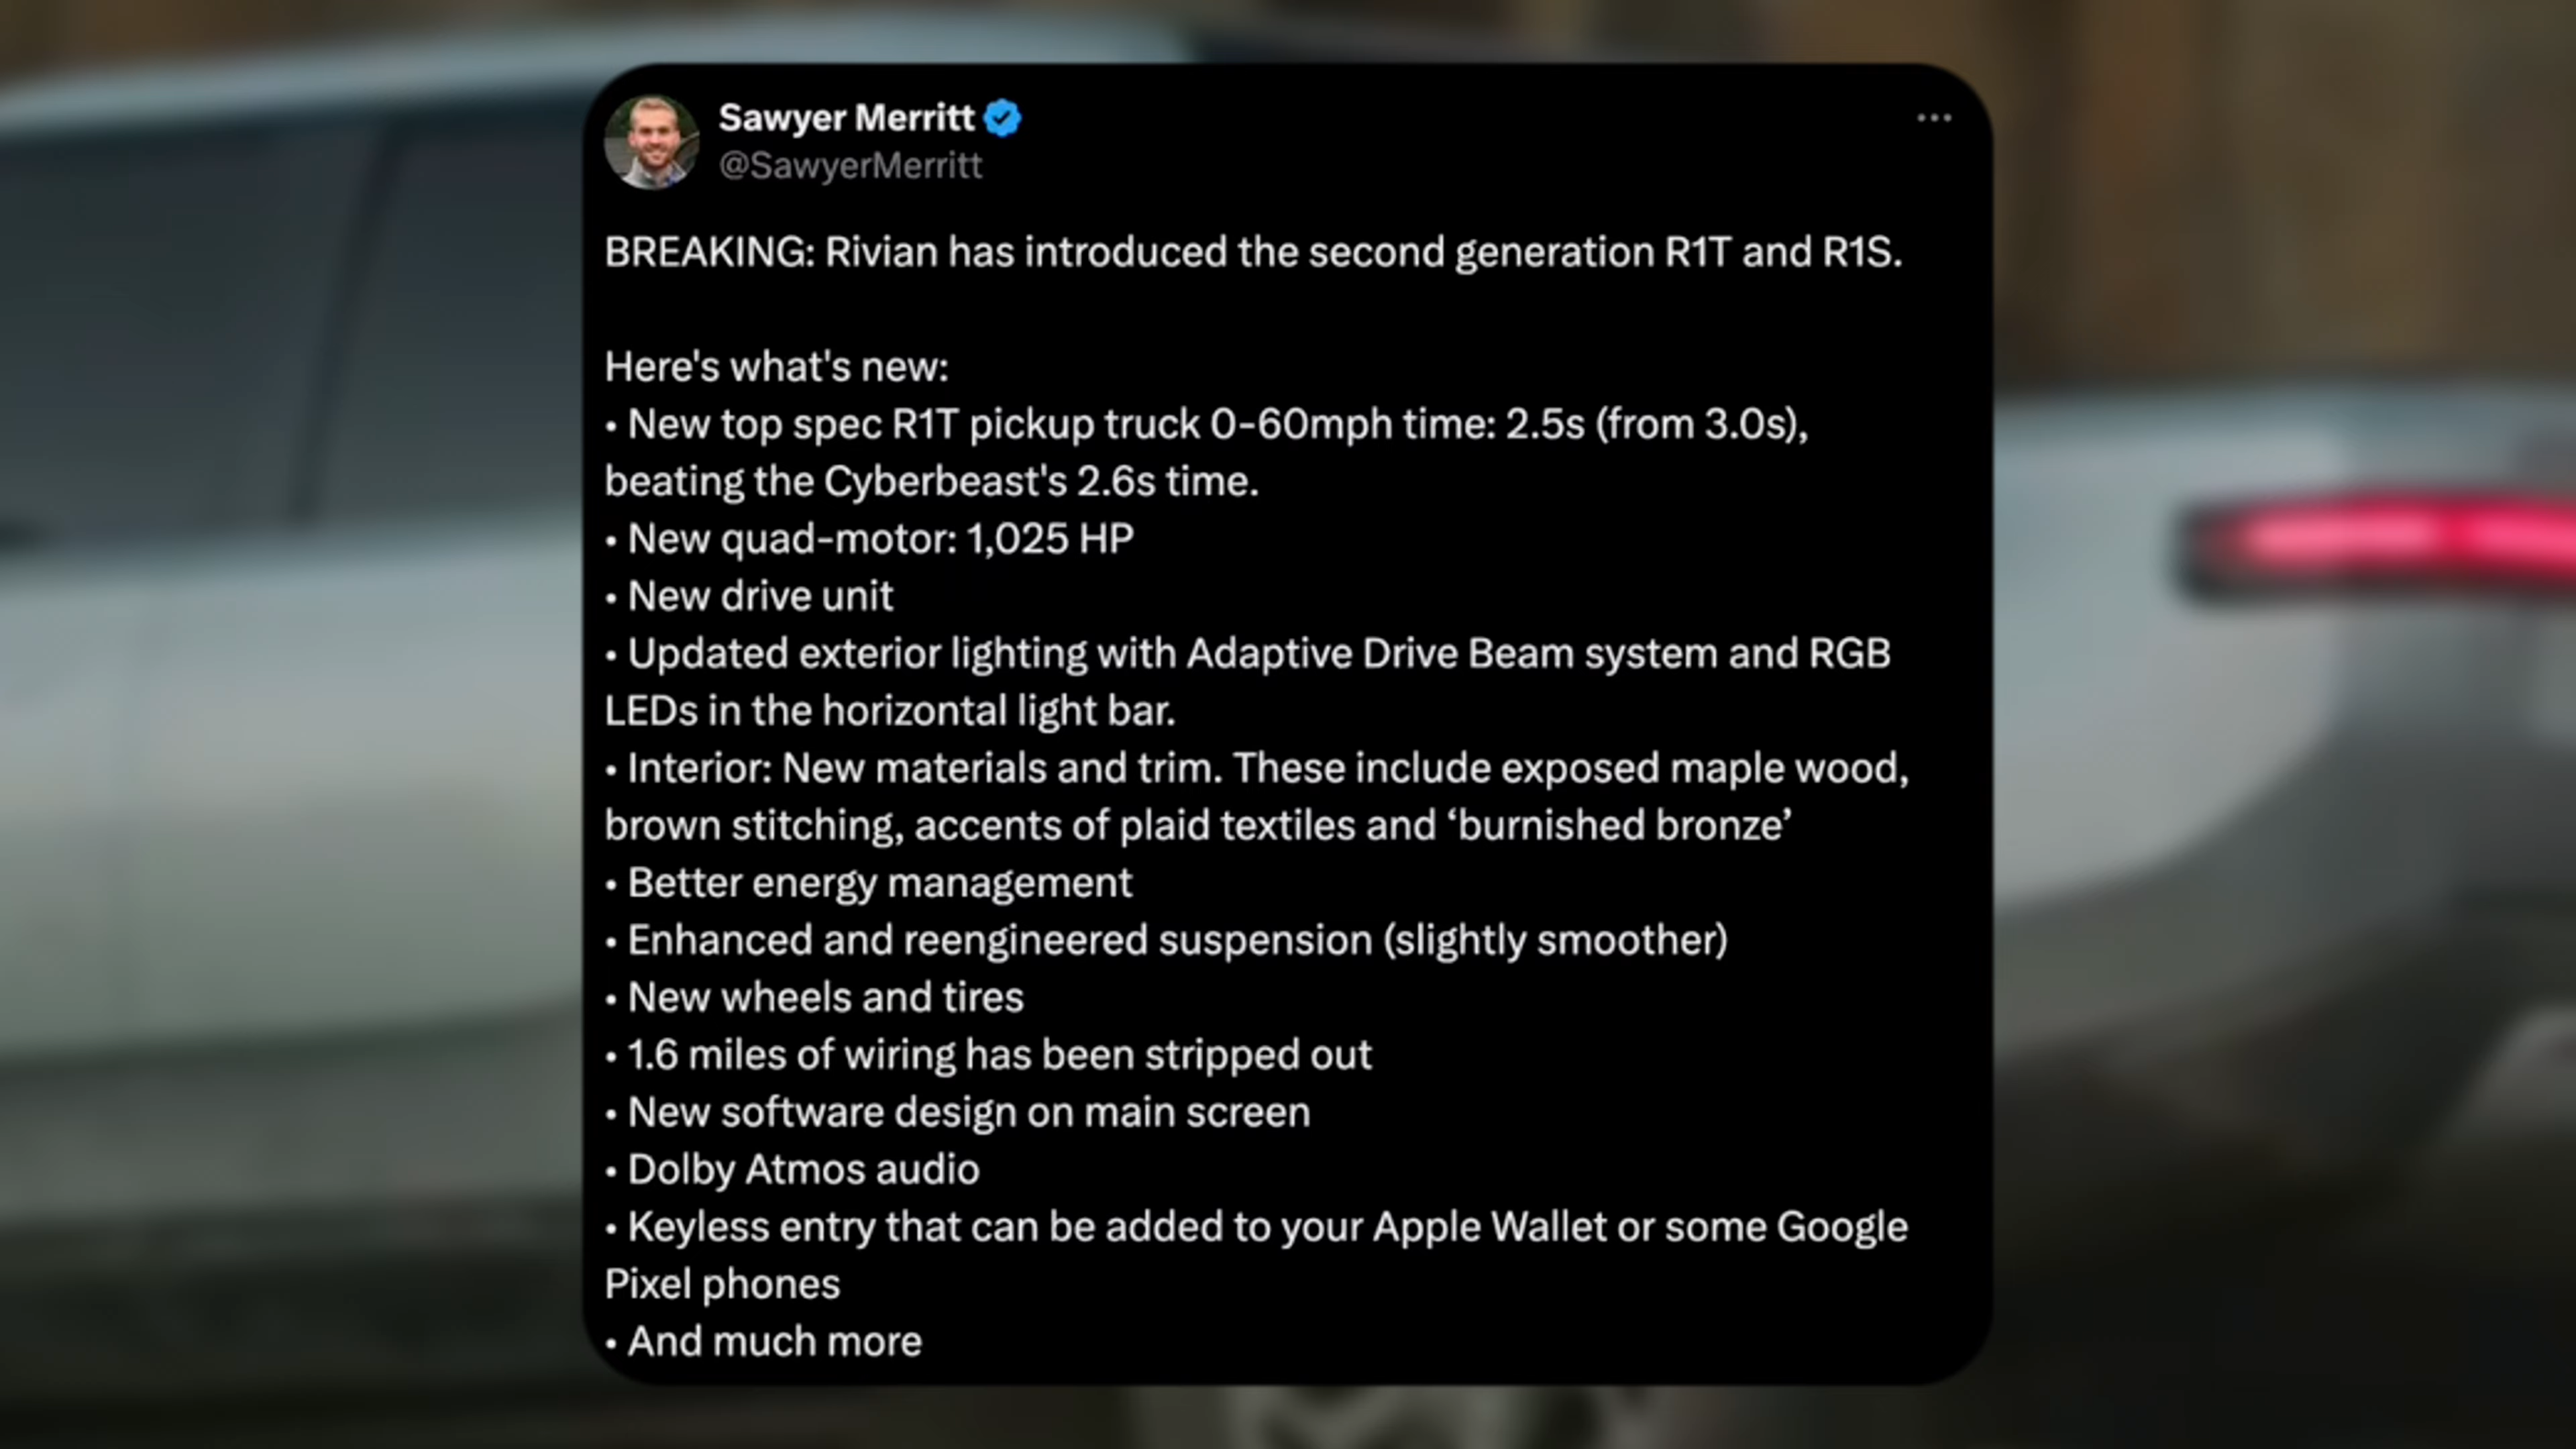 Sawyer Merritt
@SawyerMerritt
BREAKING: Rivian has introduced the second generation R1T and R1S.
Here's what's new:
• New top spec R1T pickup truck 0-60mph time: 2.5s (from 3.0s),
beating the Cyberbeast's 2.6s time.
• New quad-motor: 1,025 HP
• New drive unit
• Updated exterior lighting with Adaptive Drive Beam system and RGB
LEDs in the horizontal light bar.
• Interior: New materials and trim. These include exposed maple wood,
brown stitching, accents of plaid textiles and ‘burnished bronze’
• Better energy management
• Enhanced and reengineered suspension (slightly smoother)
• New wheels and tires
• 1.6 miles of wiring has been stripped out
• New software design on main screen
• Dolby Atmos audio
• Keyless entry that can be added to your Apple Wallet or some Google
Pixel phones
• And much more